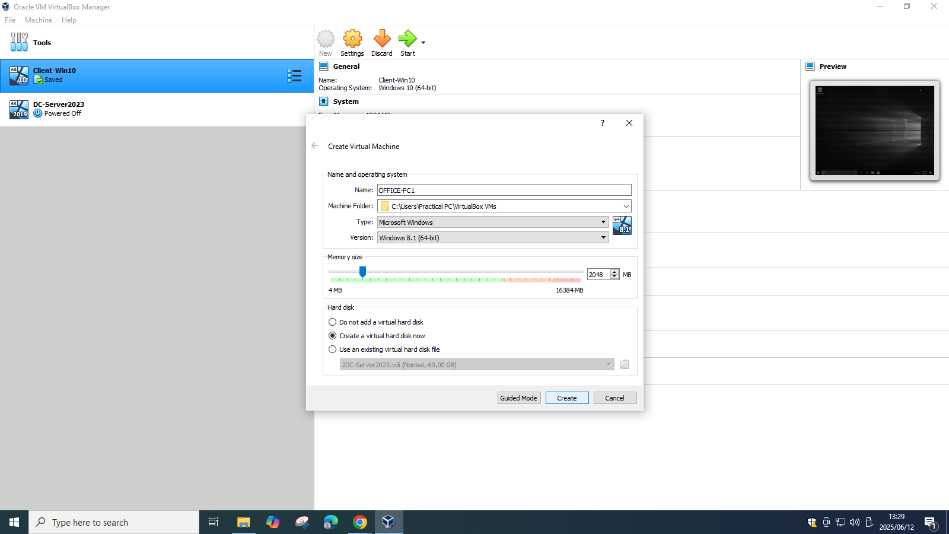 Oracle VM VirtualBox Manager
File Machine Help
Tools
New Settings Discard Start
Client-Win10
Saved
DC-Server2023
Powered Off
General
Name: Client-Win10
Operating System: Windows 10 (64-bit)
System
Preview
?
Create Virtual Machine
Name and operating system
Name: OFFICE-PC1
Machine Folder: C:\Users\Practical PC\VirtualBox VMs
Type: Microsoft Windows
Version: Windows 8.1 (64-bit)
Memory size
2048 MB
4 MB 16384 MB
Hard disk
Do not add a virtual hard disk
Create a virtual hard disk now
Use an existing virtual hard disk file
2DC-Server2023.vdi (Normal, 60,00 GB)
Guided Mode Create Cancel
Type here to search
13:29
2025/06/12